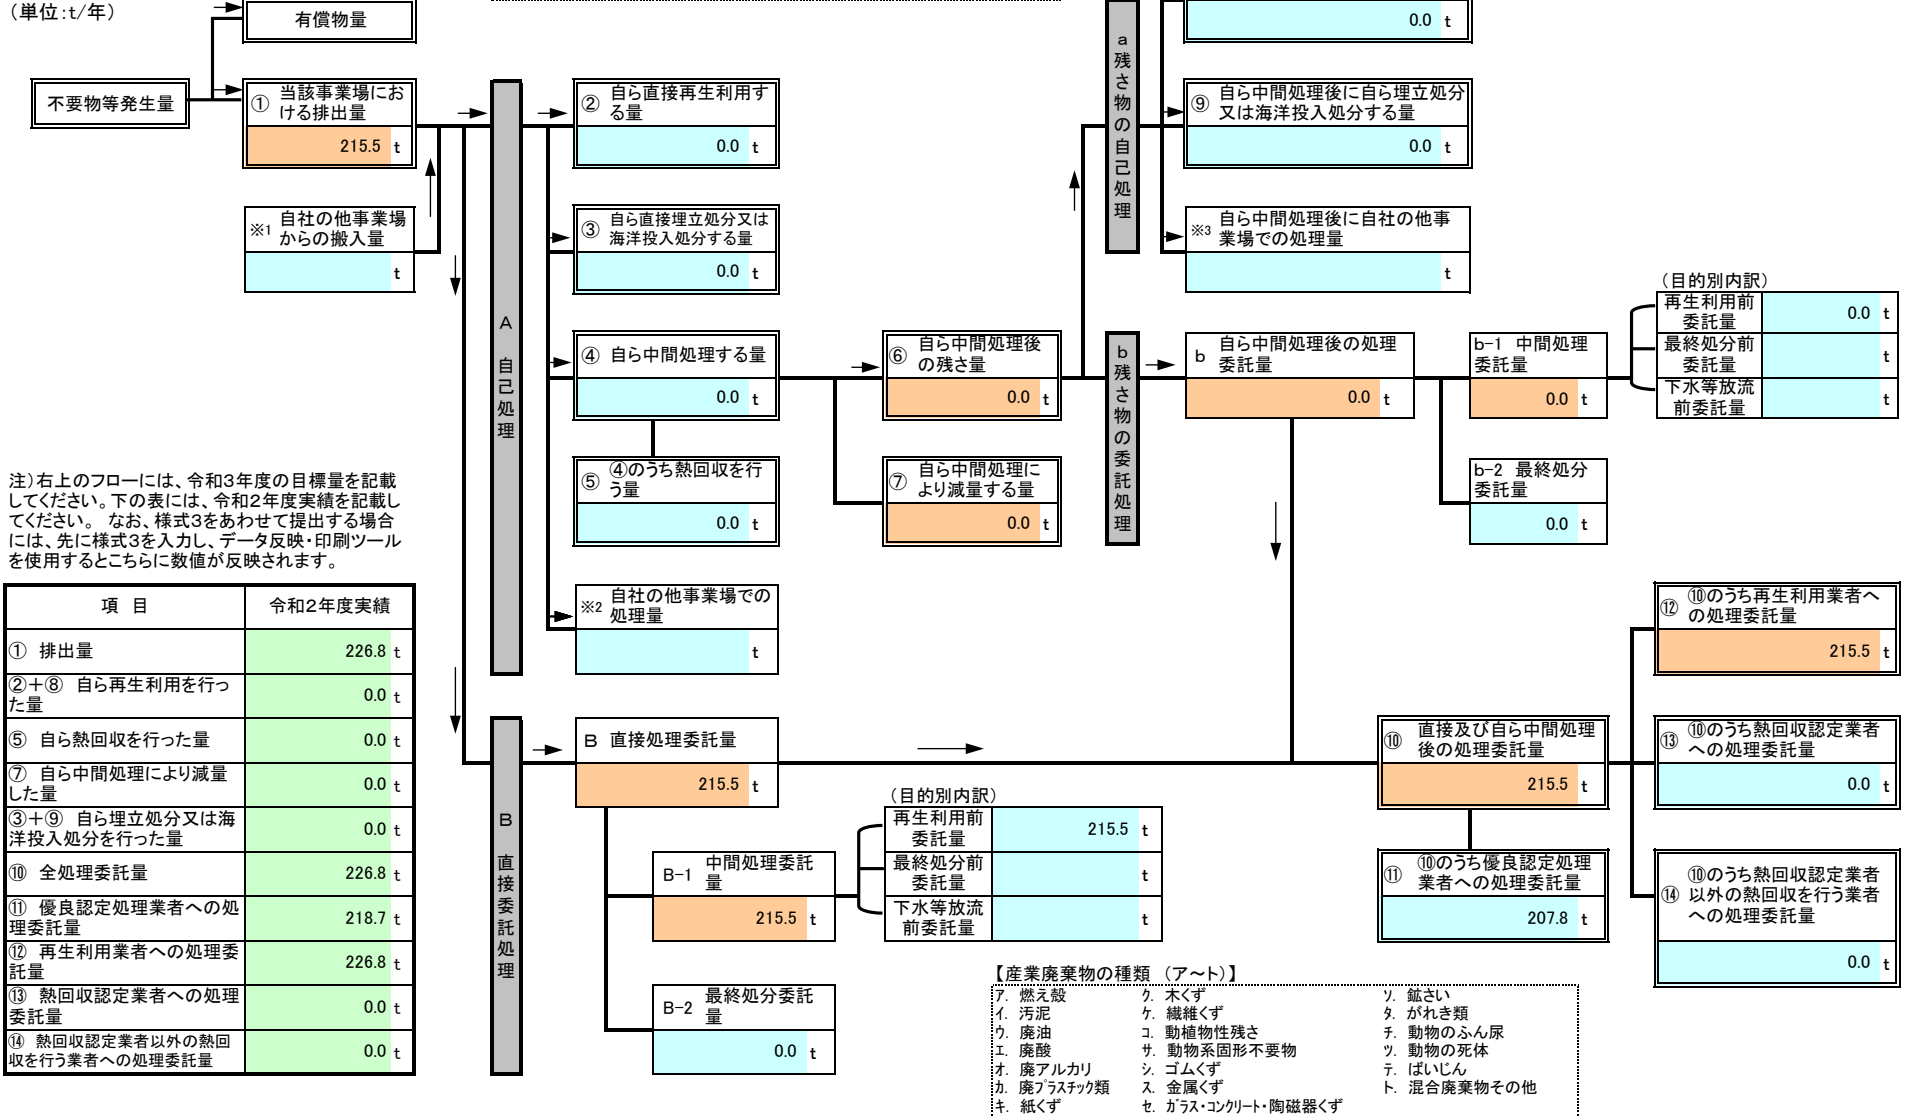 (単位:t/年)
有償物量
不要物等発生量
① 当該事業場にお
ける排出量
215.5 t
※1 自社の他事業場
からの搬入量
t
A 自己処理
② 自ら直接再生利用す
る量
0.0 t
③ 自ら直接埋立処分又は
海洋投入処分する量
0.0 t
④ 自ら中間処理する量
0.0 t
⑤ ④のうち熱回収を行
う量
0.0 t
※2 自社の他事業場での
処理量
t
⑥ 自ら中間処理後
の残さ量
0.0 t
⑦ 自ら中間処理に
より減量する量
0.0 t
a残さ物の自己処理
0.0 t
⑨ 自ら中間処理後に自ら埋立処分
又は海洋投入処分する量
0.0 t
※3 自ら中間処理後に自社の他事
業場での処理量
t
b残さ物の委託処理
b 自ら中間処理後の処理
委託量
0.0 t
b-1 中間処理
委託量
0.0 t
b-2 最終処分
委託量
0.0 t
(目的別内訳)
再生利用前
委託量
0.0 t
最終処分前
委託量
t
下水等放流
前委託量
t
注)右上のフローには、令和3年度の目標量を記載
してください。下の表には、令和2年度実績を記載し
てください。 なお、様式3をあわせて提出する場合
には、先に様式3を入力し、データ反映・印刷ツール
を使用するとこちらに数値が反映されます。
項 目 令和2年度実績
① 排出量 226.8 t
②+⑧ 自ら再生利用を行っ
た量 0.0 t
⑤ 自ら熱回収を行った量 0.0 t
⑦ 自ら中間処理により減量
した量 0.0 t
③+⑨ 自ら埋立処分又は海
洋投入処分を行った量 0.0 t
⑩ 全処理委託量 226.8 t
⑪ 優良認定処理業者への処
理委託量 218.7 t
⑫ 再生利用業者への処理委
託量 226.8 t
⑬ 熱回収認定業者への処理
委託量 0.0 t
⑭ 熱回収認定業者以外の熱回
収を行う業者への処理委託量 0.0 t
B 直接委託処理
B 直接処理委託量
215.5 t
B-1 中間処理委託
量
215.5 t
B-2 最終処分委託
量
0.0 t
(目的別内訳)
再生利用前
委託量
215.5 t
最終処分前
委託量
t
下水等放流
前委託量
t
⑩ 直接及び自ら中間処理
後の処理委託量
215.5 t
⑪ ⑩のうち優良認定処理
業者への処理委託量
207.8 t
⑫ ⑩のうち再生利用業者へ
の処理委託量
215.5 t
⑬ ⑩のうち熱回収認定業者
への処理委託量
0.0 t
⑭ ⑩のうち熱回収認定業者
以外の熱回収を行う業者
への処理委託量
0.0 t
【産業廃棄物の種類 (ア~ト)】
ア. 燃え殻 ク. 木くず ソ. 鉱さい
イ. 汚泥 ケ. 繊維くず タ. がれき類
ウ. 廃油 コ. 動植物性残さ チ. 動物のふん尿
エ. 廃酸 サ. 動物系固形不要物 ツ. 動物の死体
オ. 廃アルカリ シ. ゴムくず テ. ばいじん
カ. 廃プラスチック類 ス. 金属くず ト. 混合廃棄物その他
キ. 紙くず セ. ガラス・コンクリート・陶磁器くず